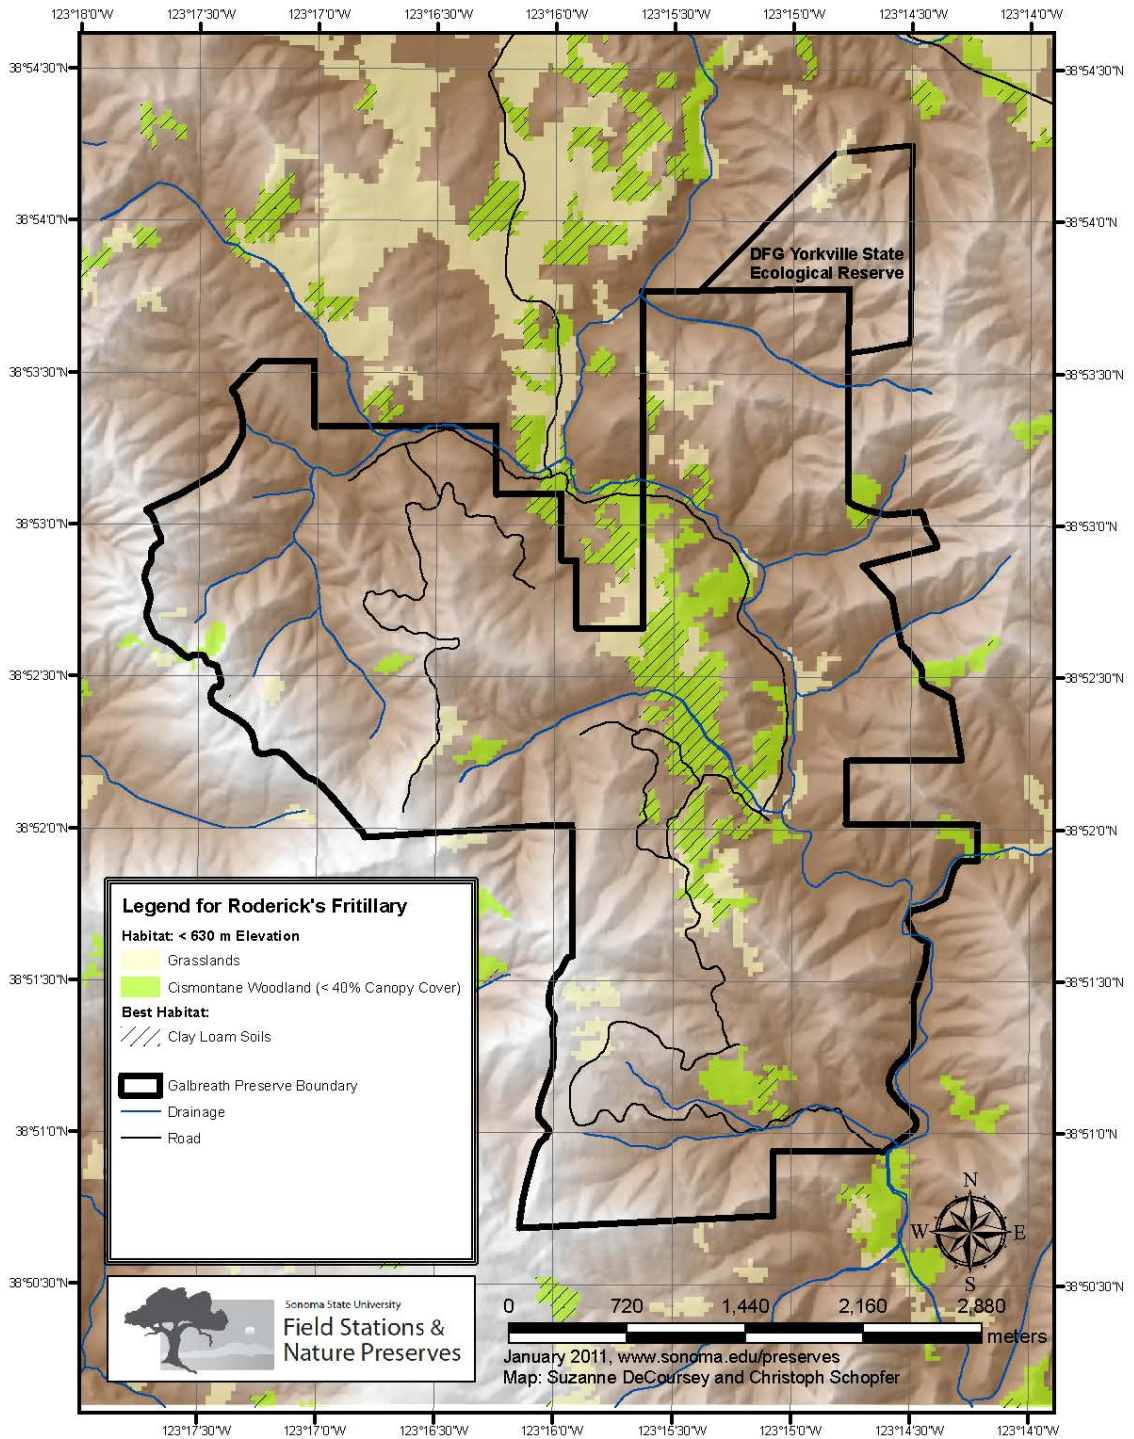 123°18'0"W 123°17'30"W 123°17'0"W 123°16'30"W 123°16'0"W 123°15'30"W 123°15'0"W 123°14'30"W 123°14'0"W
38°54'30"N 38°54'30"N
38°54'0"N 38°54'0"N
DFG Yorkville State
Ecological Reserve
38°53'30"N 38°53'30"N
38°53'0"N 38°53'0"N
38°52'30"N 38°52'30"N
38°52'0"N 38°52'0"N
Legend for Roderick's Fritillary
Habitat: < 630 m Elevation
Grasslands
Cismontane Woodland (< 40% Canopy Cover)
Best Habitat:
Clay Loam Soils
Galbreath Preserve Boundary
Drainage
Road
38°51'30"N 38°51'30"N
38°51'0"N 38°51'0"N
N
W E
S
38°50'30"N 38°50'30"N
Sonoma State University
Field Stations &
Nature Preserves
0 720 1,440 2,160 2,880
meters
January 2011, www.sonoma.edu/preserves
Map: Suzanne DeCoursey and Christoph Schopfer
123°17'30"W 123°17'0"W 123°16'30"W 123°16'0"W 123°15'30"W 123°15'0"W 123°14'30"W 123°14'0"W